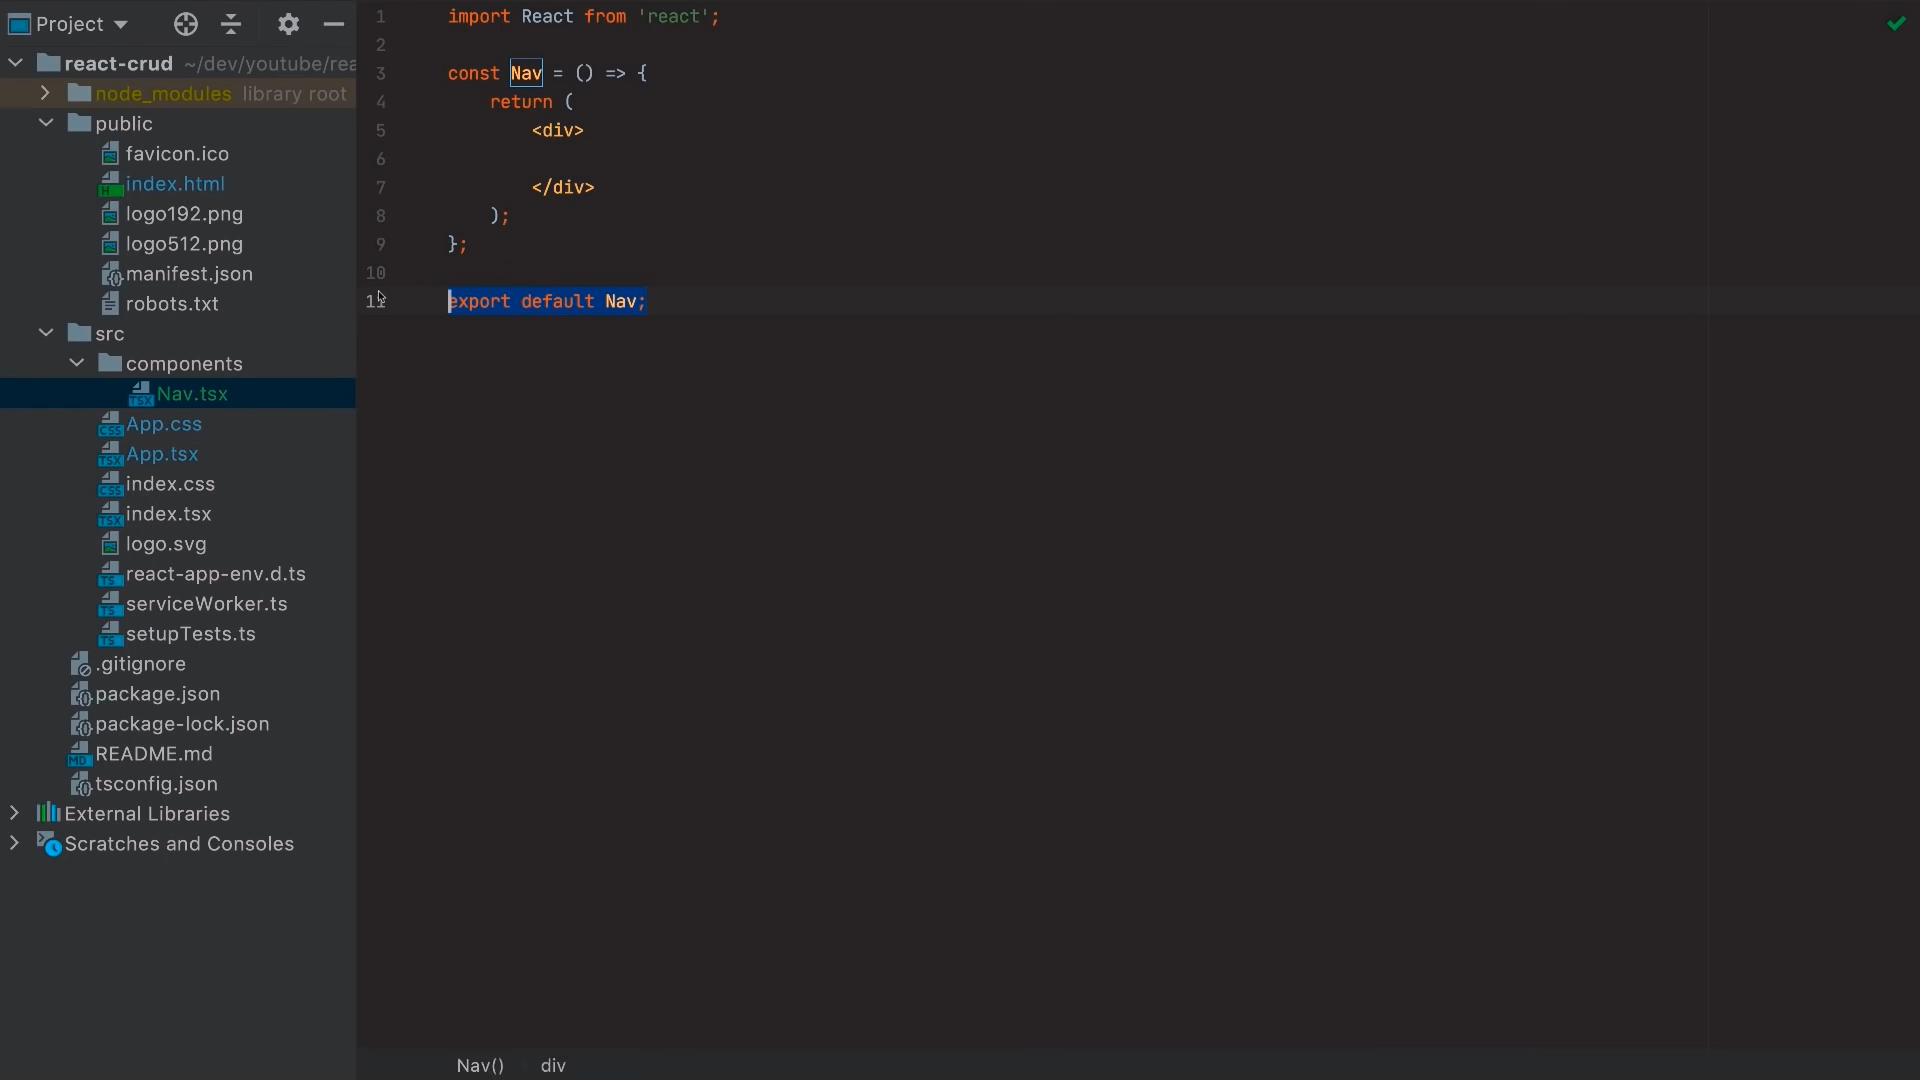 Project
react-crud ~/dev/youtube/rea
node_modules library root
public
favicon.ico
index.html
logo192.png
logo512.png
manifest.json
robots.txt
src
components
Nav.tsx
App.css
App.tsx
index.css
index.tsx
logo.svg
react-app-env.d.ts
serviceWorker.ts
setupTests.ts
.gitignore
package.json
package-lock.json
README.md
tsconfig.json
External Libraries
Scratches and Consoles
1 import React from 'react';
2
3 const Nav = () => {
4 return (
5 <div>
6
7 </div>
8 );
9 };
10
11 export default Nav;
Nav() div